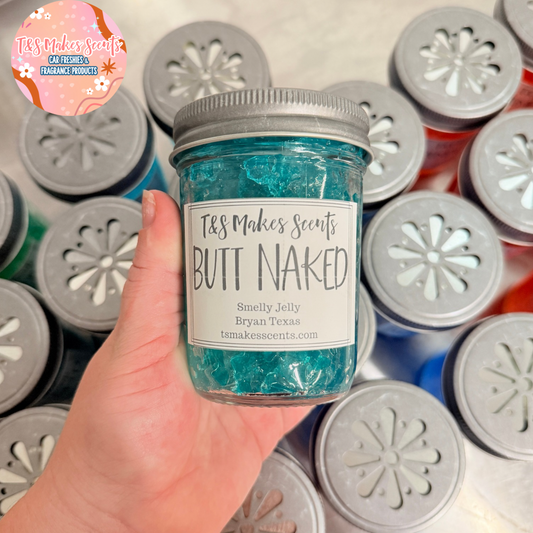 T&S Makes Scents
CAR FRESHIES &
FRAGRANCE PRODUCTS
T&S Makes Scents
BUTT NAKED
Smelly Jelly
Bryan Texas
tsmakesscents.com